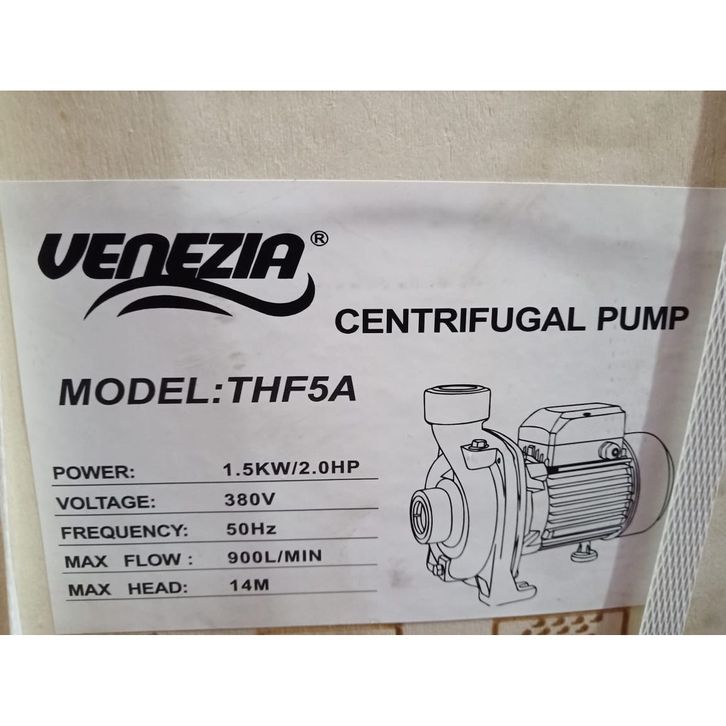 VENEZIA®
CENTRIFUGAL PUMP
MODEL:THF5A
POWER: 1.5KW/2.0HP
VOLTAGE: 380V
FREQUENCY: 50Hz
MAX FLOW : 900L/MIN
MAX HEAD: 14M